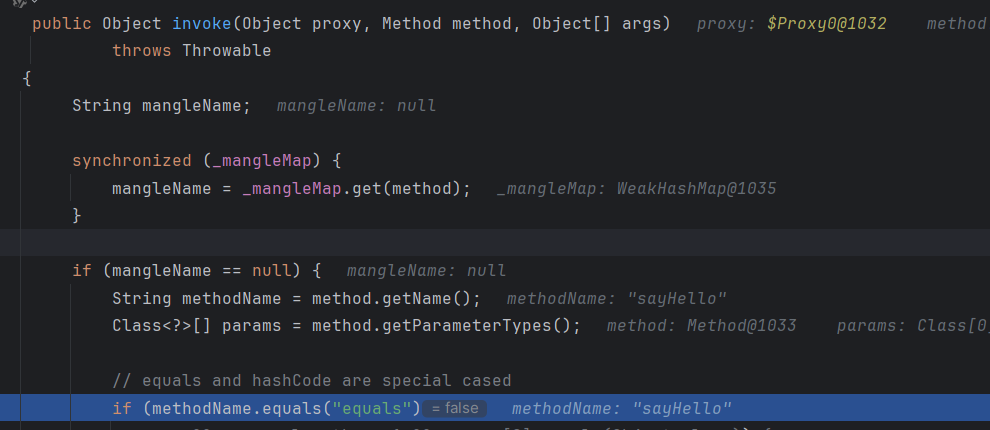 public Object invoke(Object proxy, Method method, Object[] args) proxy: $Proxy0@1032 method
throws Throwable
{
String mangleName; mangleName: null
synchronized (_mangleMap) {
mangleName = _mangleMap.get(method); _mangleMap: WeakHashMap@1035
}
if (mangleName == null) { mangleName: null
String methodName = method.getName(); methodName: "sayHello"
Class<?>[] params = method.getParameterTypes(); method: Method@1033 params: Class[0]
// equals and hashCode are special cased
if (methodName.equals("equals") = false methodName: "sayHello"